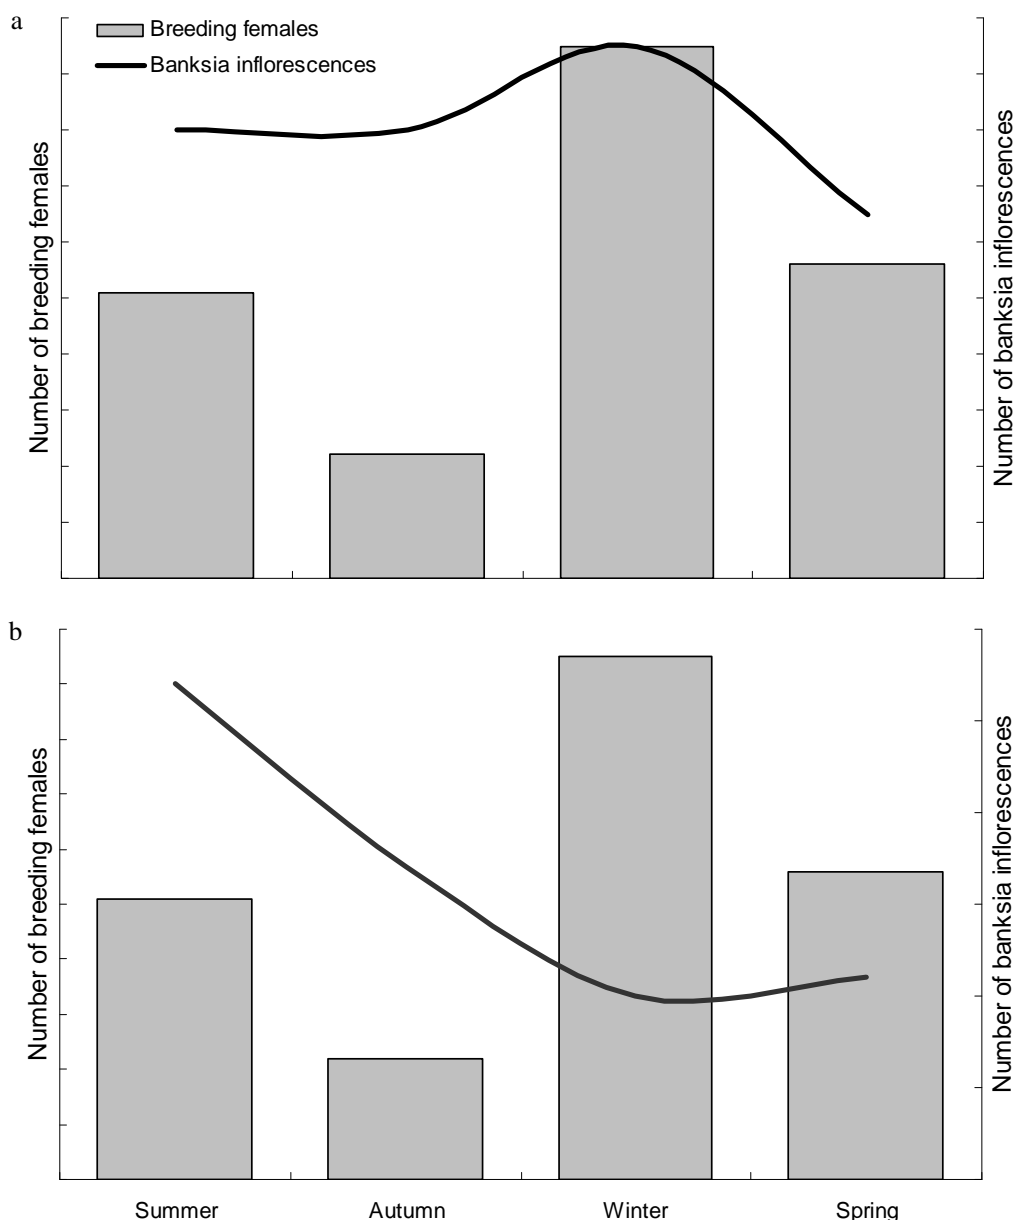 a
Breeding females
Banksia inflorescences
Number of breeding females
Number of banksia inflorescences
b
Number of breeding females
Number of banksia inflorescences
Summer Autumn Winter Spring